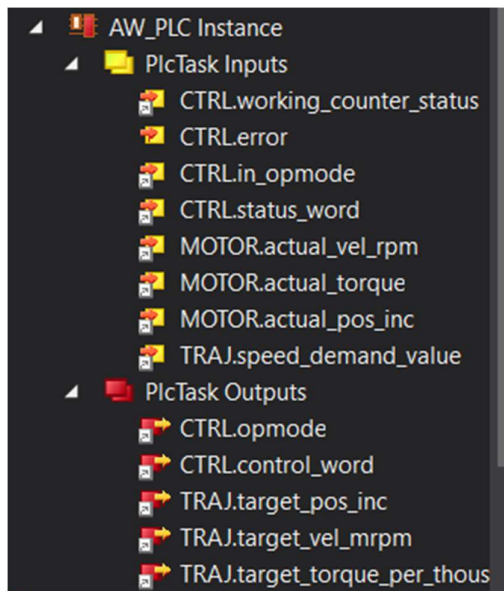 AW_PLC Instance
PlcTask Inputs
CTRL.working_counter_status
CTRL.error
CTRL.in_opmode
CTRL.status_word
MOTOR.actual_vel_rpm
MOTOR.actual_torque
MOTOR.actual_pos_inc
TRAJ.speed_demand_value
PlcTask Outputs
CTRL.opmode
CTRL.control_word
TRAJ.target_pos_inc
TRAJ.target_vel_mrpm
TRAJ.target_torque_per_thous